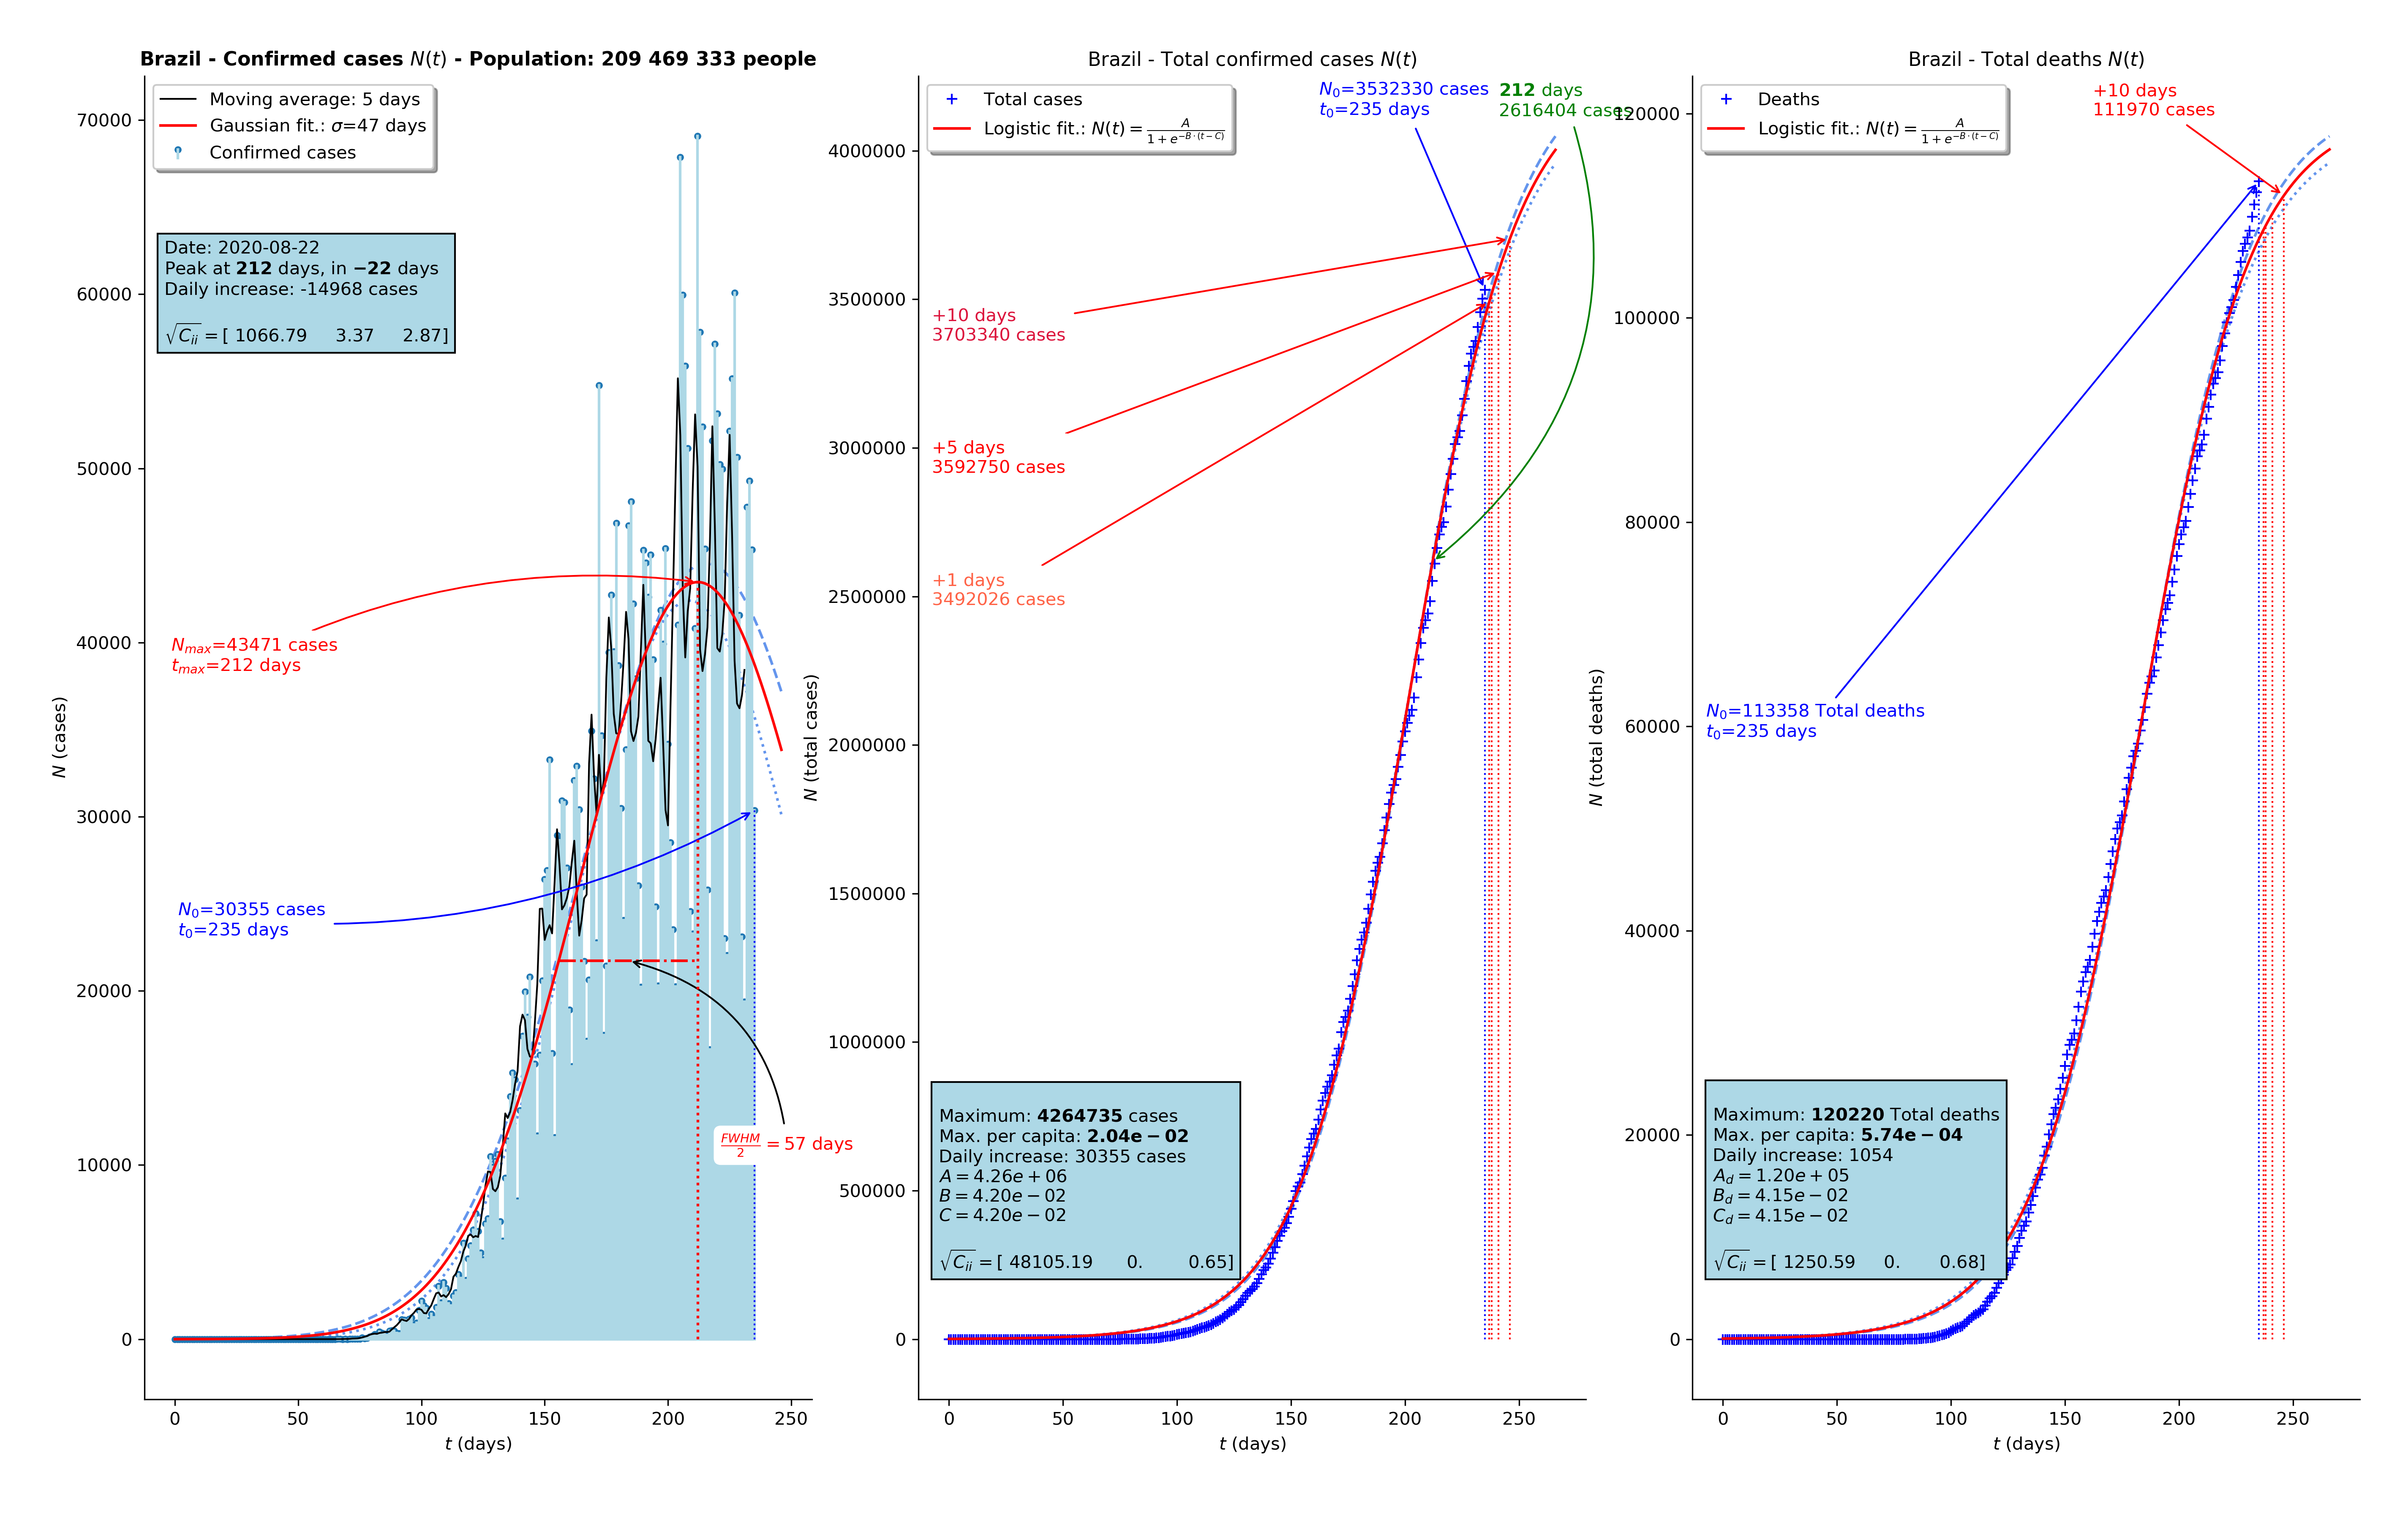 Brazil - Confirmed cases N(t) - Population: 209 469 333 people
Moving average: 5 days
Gaussian fit.: σ=47 days
Confirmed cases
Date: 2020-08-22
Peak at 212 days, in −22 days
Daily increase: -14968 cases
√Cii = [ 1066.79 3.37 2.87]
Nmax=43471 cases
tmax=212 days
N0=30355 cases
t0=235 days
FWHM/2 = 57 days
N (cases)
70000
60000
50000
40000
30000
20000
10000
0
0 50 100 150 200 250
t (days)
Brazil - Total confirmed cases N(t)
Total cases
Logistic fit.: N(t) = A/(1 + e^(−B·(t−C)))
N0=3532330 cases
t0=235 days
212 days
2616404 cases
+10 days
3703340 cases
+5 days
3592750 cases
+1 days
3492026 cases
Maximum: 4264735 cases
Max. per capita: 2.04e − 02
Daily increase: 30355 cases
A = 4.26e + 06
B = 4.20e − 02
C = 4.20e − 02
√Cii = [ 48105.19 0. 0.65]
N (total cases)
4000000
3500000
3000000
2500000
2000000
1500000
1000000
500000
0
0 50 100 150 200 250
t (days)
Brazil - Total deaths N(t)
Deaths
Logistic fit.: N(t) = A/(1 + e^(−B·(t−C)))
+10 days
111970 cases
N0=113358 Total deaths
t0=235 days
Maximum: 120220 Total deaths
Max. per capita: 5.74e − 04
Daily increase: 1054
Ad = 1.20e + 05
Bd = 4.15e − 02
Cd = 4.15e − 02
√Cii = [ 1250.59 0. 0.68]
N (total deaths)
120000
100000
80000
60000
40000
20000
0
0 50 100 150 200 250
t (days)